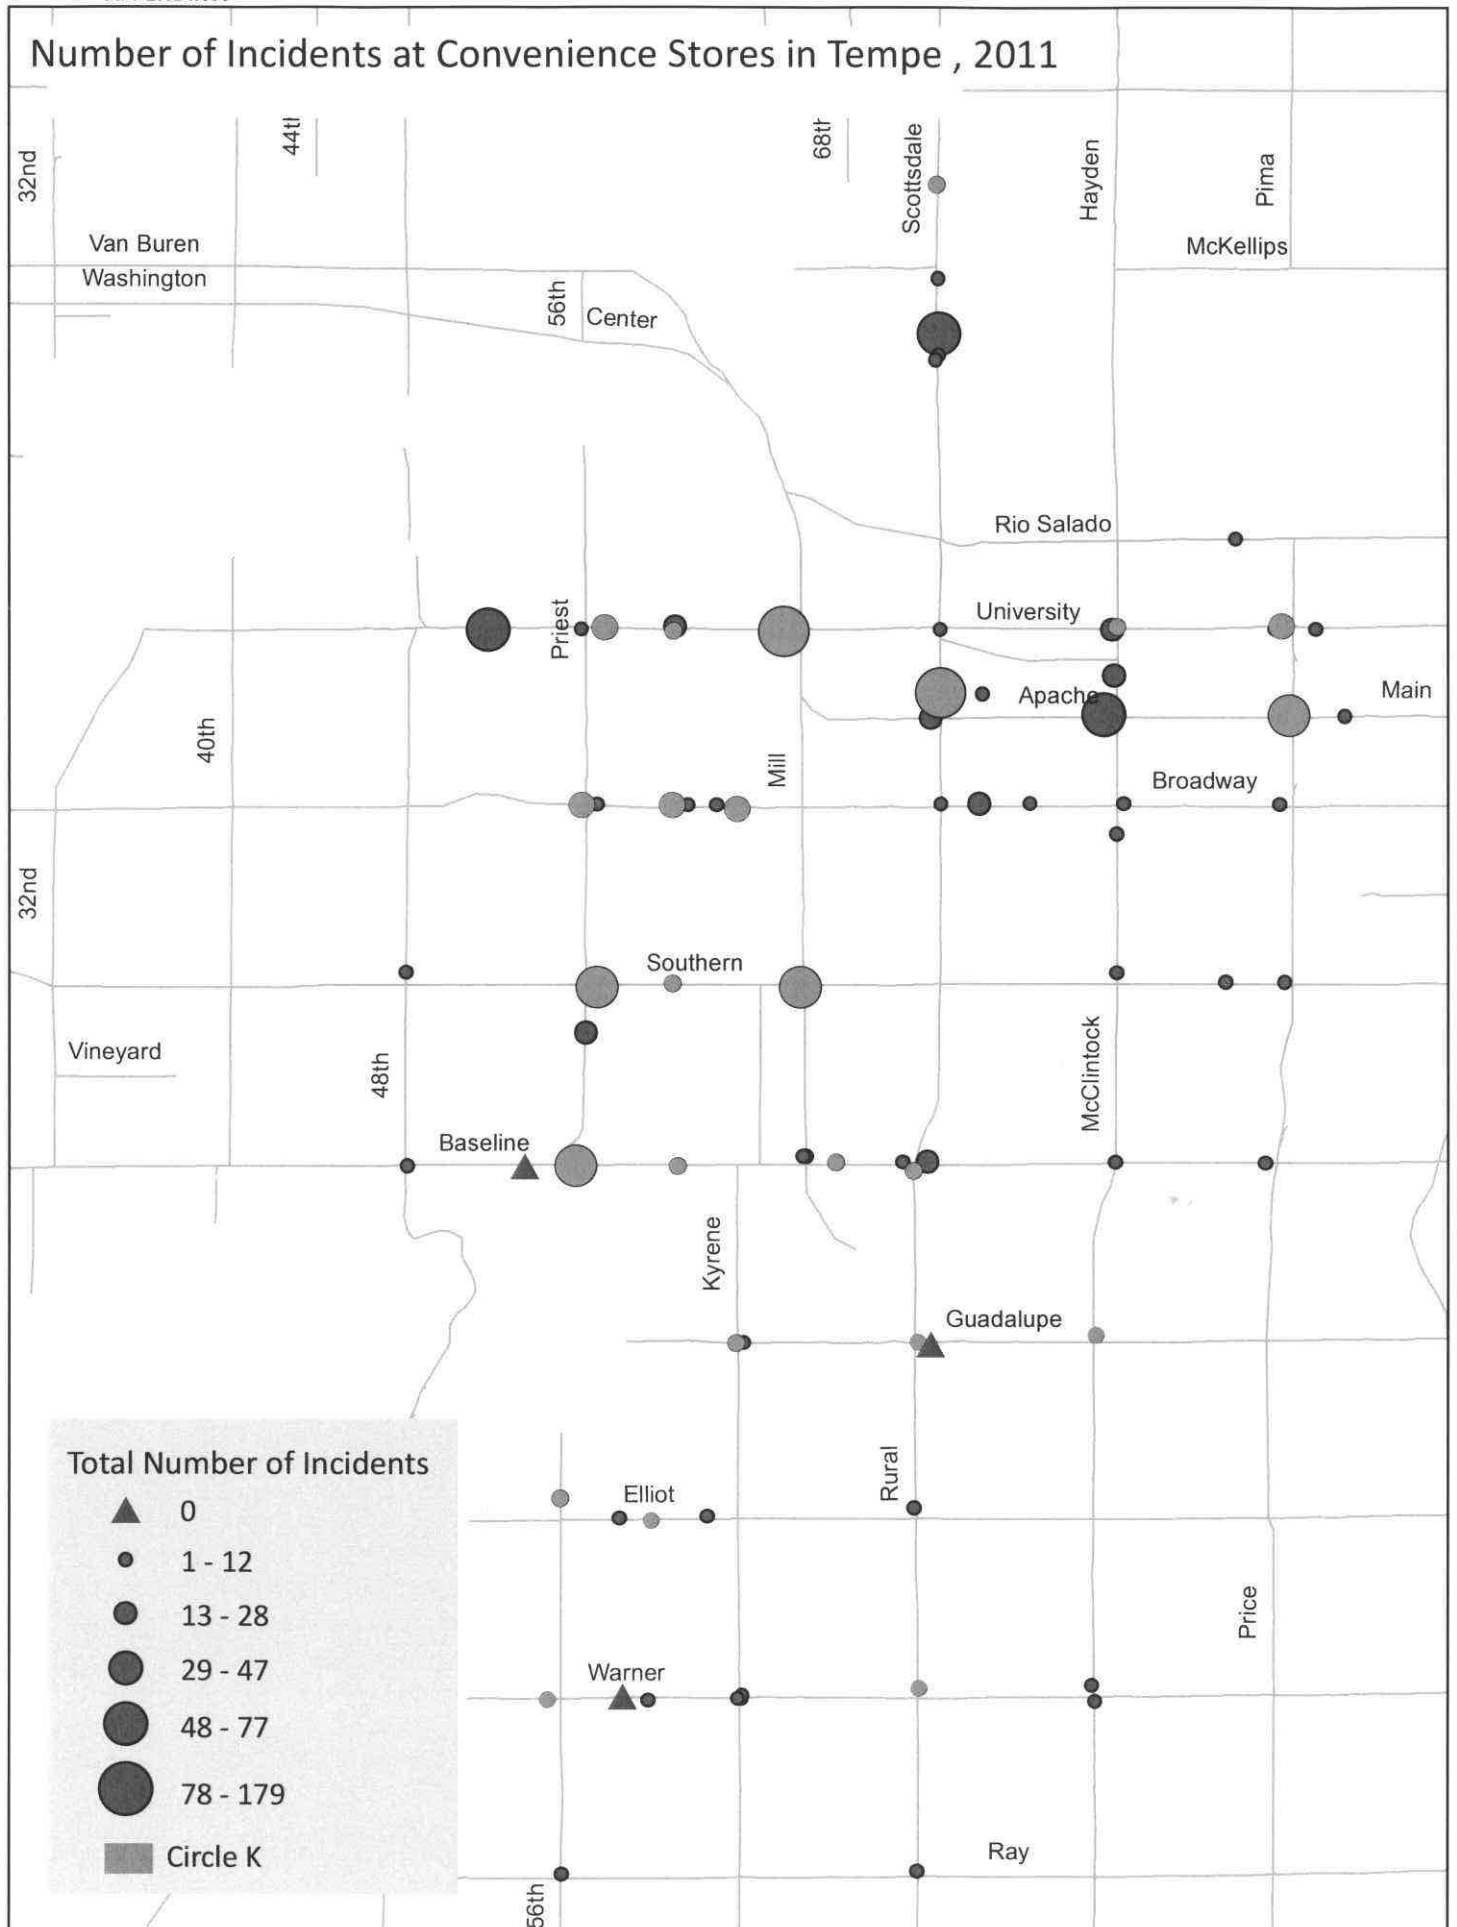 Number of Incidents at Convenience Stores in Tempe , 2011
44tl
68tr
32nd
Scottsdale
Hayden
Pima
Van Buren
McKellips
Washington
56th
Center
Rio Salado
Priest
University
Apache
Main
40th
Mill
Broadway
32nd
Southern
Vineyard
48th
McClintock
Baseline
Kyrene
Guadalupe
Rural
Elliot
Price
Warner
Ray
56th
Total Number of Incidents
0
1 - 12
13 - 28
29 - 47
48 - 77
78 - 179
Circle K